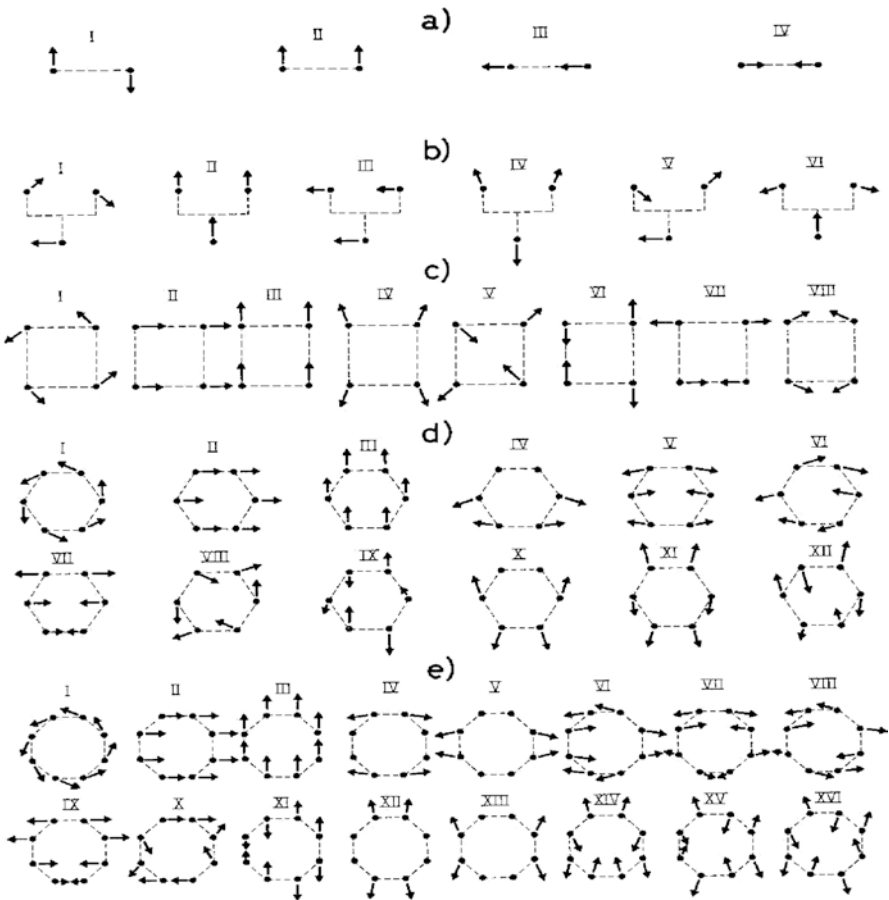 a)
I II III IV
b)
I II III IV V VI
c)
I II III IV V VI VII VIII
d)
I II III IV V VI
VII VIII IX X XI XII
e)
I II III IV V VI VII VIII
IX X XI XII XIII XIV XV XVI